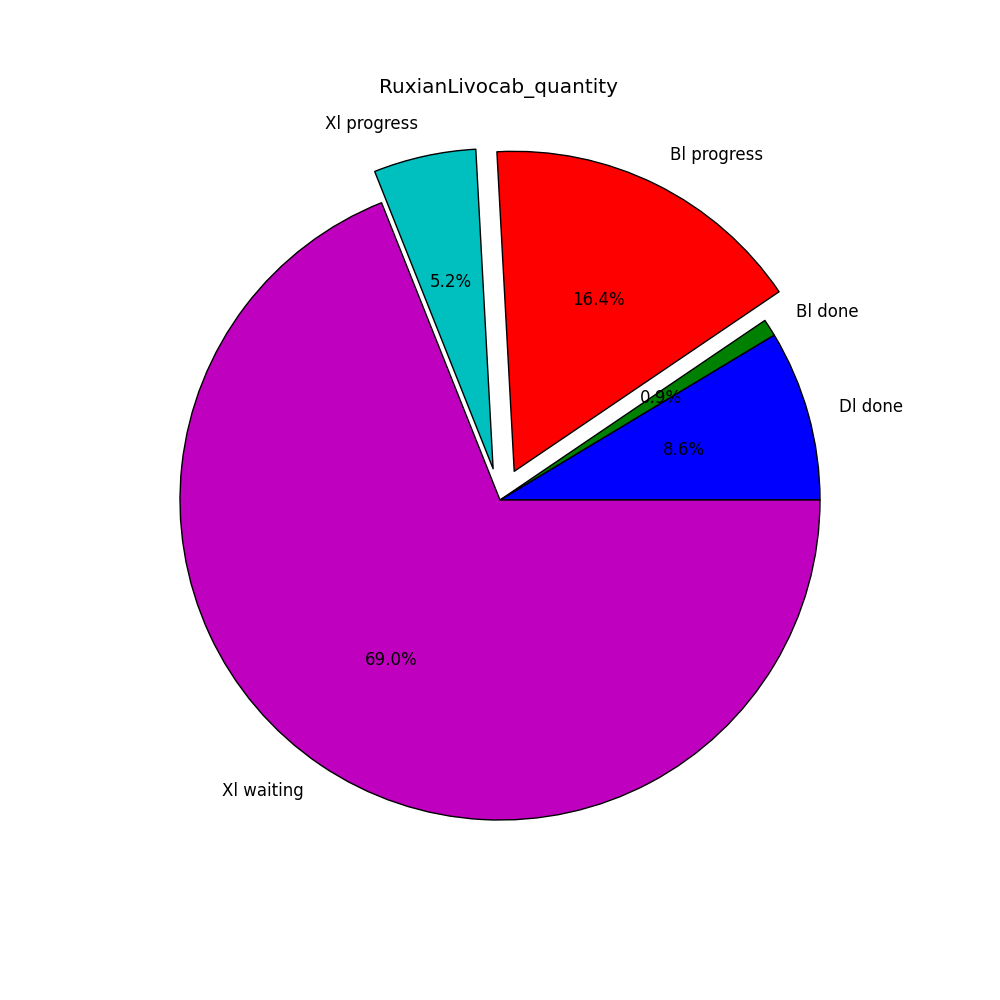 RuxianLivocab_quantity
Xl progress
Bl progress
5.2%
16.4%
Bl done
0.9%
Dl done
8.6%
69.0%
Xl waiting